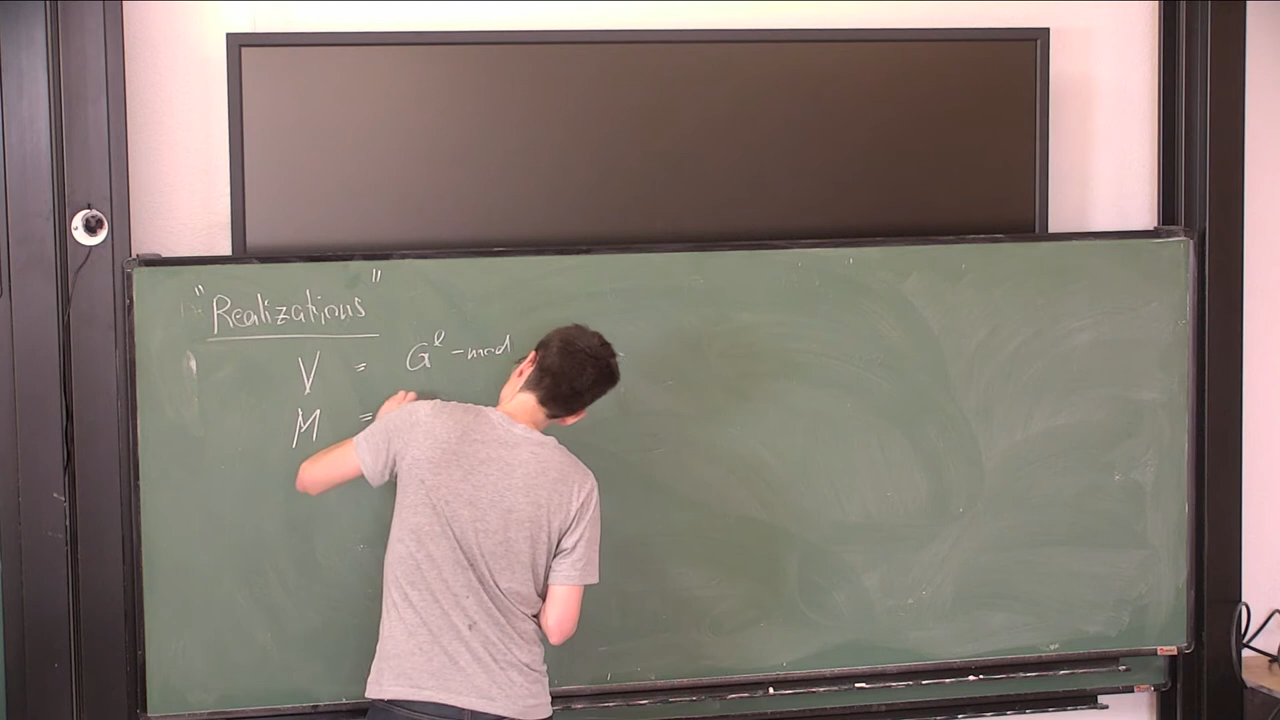 "Realizations"
V = G^ℓ-mod
M =